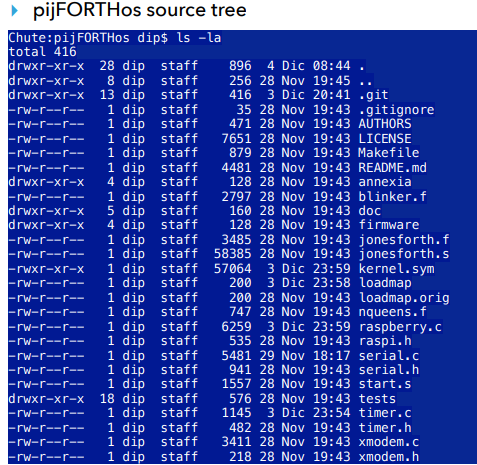 pijFORTHos source tree
Chute:pijFORTHos dip$ ls -la
total 416
drwxr-xr-x 28 dip staff 896 4 Dic 08:44 .
drwxr-xr-x 8 dip staff 256 28 Nov 19:45 ..
drwxr-xr-x 13 dip staff 416 3 Dic 20:41 .git
-rw-r--r-- 1 dip staff 35 28 Nov 19:43 .gitignore
-rw-r--r-- 1 dip staff 471 28 Nov 19:43 AUTHORS
-rw-r--r-- 1 dip staff 7651 28 Nov 19:43 LICENSE
-rw-r--r-- 1 dip staff 879 28 Nov 19:43 Makefile
-rw-r--r-- 1 dip staff 4481 28 Nov 19:43 README.md
drwxr-xr-x 4 dip staff 128 28 Nov 19:43 annexia
-rw-r--r-- 1 dip staff 2797 28 Nov 19:43 blinker.f
drwxr-xr-x 5 dip staff 160 28 Nov 19:43 doc
drwxr-xr-x 4 dip staff 128 28 Nov 19:43 firmware
-rw-r--r-- 1 dip staff 3485 28 Nov 19:43 jonesforth.f
-rw-r--r-- 1 dip staff 58385 28 Nov 19:43 jonesforth.s
-rwxr-xr-x 1 dip staff 57064 3 Dic 23:59 kernel.sym
-rw-r--r-- 1 dip staff 200 3 Dic 23:58 loadmap
-rw-r--r-- 1 dip staff 200 28 Nov 19:43 loadmap.orig
-rw-r--r-- 1 dip staff 747 28 Nov 19:43 nqueens.f
-rw-r--r-- 1 dip staff 6259 3 Dic 23:59 raspberry.c
-rw-r--r-- 1 dip staff 535 28 Nov 19:43 raspi.h
-rw-r--r-- 1 dip staff 5481 29 Nov 18:17 serial.c
-rw-r--r-- 1 dip staff 941 28 Nov 19:43 serial.h
-rw-r--r-- 1 dip staff 1557 28 Nov 19:43 start.s
drwxr-xr-x 18 dip staff 576 28 Nov 19:43 tests
-rw-r--r-- 1 dip staff 1145 3 Dic 23:54 timer.c
-rw-r--r-- 1 dip staff 482 28 Nov 19:43 timer.h
-rw-r--r-- 1 dip staff 3411 28 Nov 19:43 xmodem.c
-rw-r--r-- 1 dip staff 218 28 Nov 19:43 xmodem.h